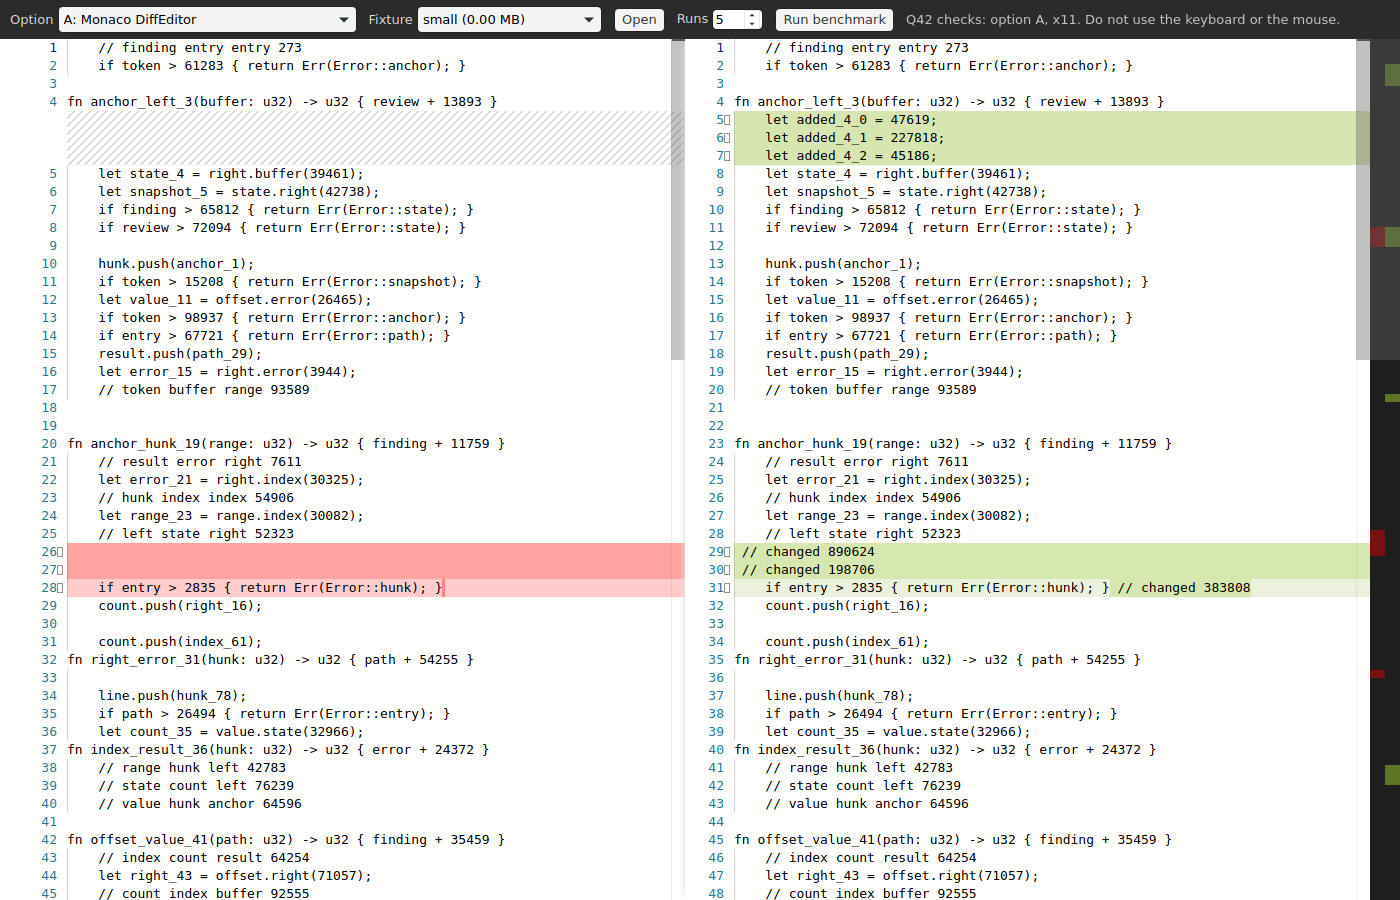 Option A: Monaco DiffEditor Fixture small (0.00 MB) Open Runs 5 Run benchmark Q42 checks: option A, x11. Do not use the keyboard or the mouse.
1 // finding entry entry 273
2 if token > 61283 { return Err(Error::anchor); }
3
4 fn anchor_left_3(buffer: u32) -> u32 { review + 13893 }
5 let state_4 = right.buffer(39461);
6 let snapshot_5 = state.right(42738);
7 if finding > 65812 { return Err(Error::state); }
8 if review > 72094 { return Err(Error::state); }
9
10 hunk.push(anchor_1);
11 if token > 15208 { return Err(Error::snapshot); }
12 let value_11 = offset.error(26465);
13 if token > 98937 { return Err(Error::anchor); }
14 if entry > 67721 { return Err(Error::path); }
15 result.push(path_29);
16 let error_15 = right.error(3944);
17 // token buffer range 93589
18
19
20 fn anchor_hunk_19(range: u32) -> u32 { finding + 11759 }
21 // result error right 7611
22 let error_21 = right.index(30325);
23 // hunk index index 54906
24 let range_23 = range.index(30082);
25 // left state right 52323
26
27
28 if entry > 2835 { return Err(Error::hunk); }
29 count.push(right_16);
30
31 count.push(index_61);
32 fn right_error_31(hunk: u32) -> u32 { path + 54255 }
33
34 line.push(hunk_78);
35 if path > 26494 { return Err(Error::entry); }
36 let count_35 = value.state(32966);
37 fn index_result_36(hunk: u32) -> u32 { error + 24372 }
38 // range hunk left 42783
39 // state count left 76239
40 // value hunk anchor 64596
41
42 fn offset_value_41(path: u32) -> u32 { finding + 35459 }
43 // index count result 64254
44 let right_43 = offset.right(71057);
45 // count index buffer 92555
1 // finding entry entry 273
2 if token > 61283 { return Err(Error::anchor); }
3
4 fn anchor_left_3(buffer: u32) -> u32 { review + 13893 }
5 let added_4_0 = 47619;
6 let added_4_1 = 227818;
7 let added_4_2 = 45186;
8 let state_4 = right.buffer(39461);
9 let snapshot_5 = state.right(42738);
10 if finding > 65812 { return Err(Error::state); }
11 if review > 72094 { return Err(Error::state); }
12
13 hunk.push(anchor_1);
14 if token > 15208 { return Err(Error::snapshot); }
15 let value_11 = offset.error(26465);
16 if token > 98937 { return Err(Error::anchor); }
17 if entry > 67721 { return Err(Error::path); }
18 result.push(path_29);
19 let error_15 = right.error(3944);
20 // token buffer range 93589
21
22
23 fn anchor_hunk_19(range: u32) -> u32 { finding + 11759 }
24 // result error right 7611
25 let error_21 = right.index(30325);
26 // hunk index index 54906
27 let range_23 = range.index(30082);
28 // left state right 52323
29 // changed 890624
30 // changed 198706
31 if entry > 2835 { return Err(Error::hunk); } // changed 383808
32 count.push(right_16);
33
34 count.push(index_61);
35 fn right_error_31(hunk: u32) -> u32 { path + 54255 }
36
37 line.push(hunk_78);
38 if path > 26494 { return Err(Error::entry); }
39 let count_35 = value.state(32966);
40 fn index_result_36(hunk: u32) -> u32 { error + 24372 }
41 // range hunk left 42783
42 // state count left 76239
43 // value hunk anchor 64596
44
45 fn offset_value_41(path: u32) -> u32 { finding + 35459 }
46 // index count result 64254
47 let right_43 = offset.right(71057);
48 // count index buffer 92555